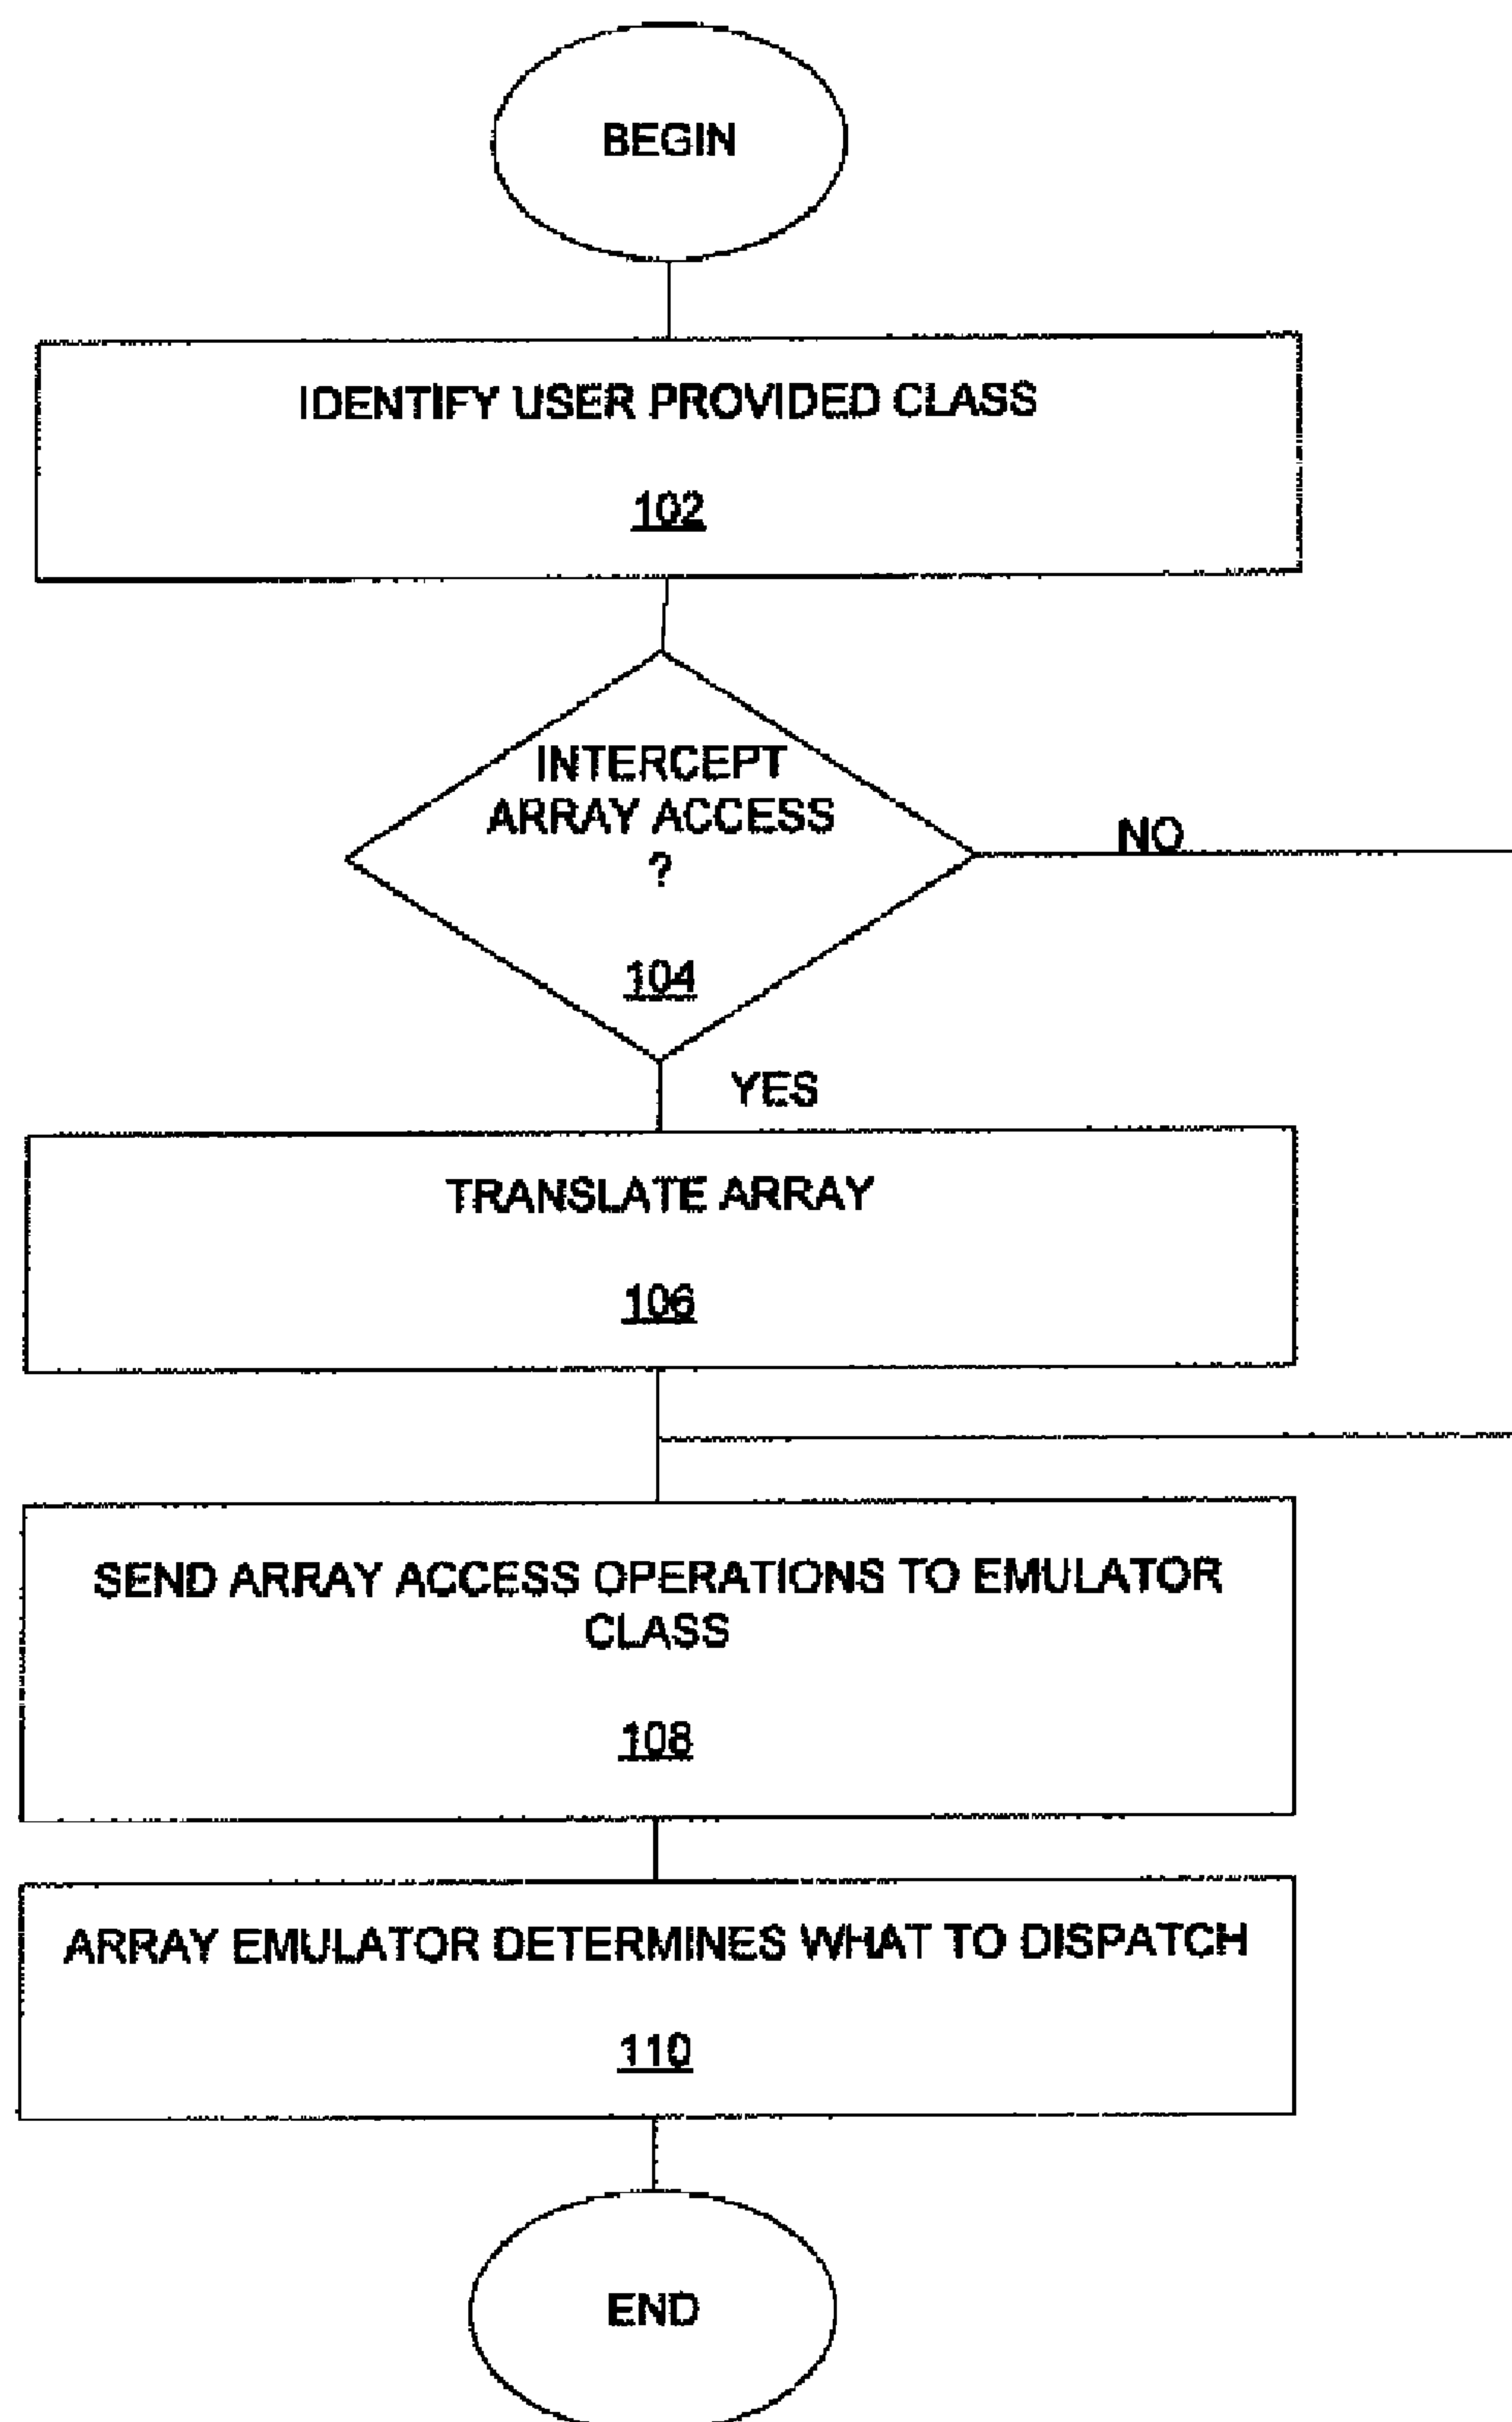 BEGIN
IDENTIFY USER PROVIDED CLASS
102
INTERCEPT
ARRAY ACCESS
?
104
NO
YES
TRANSLATE ARRAY
106
SEND ARRAY ACCESS OPERATIONS TO EMULATOR
CLASS
108
ARRAY EMULATOR DETERMINES WHAT TO DISPATCH
110
END